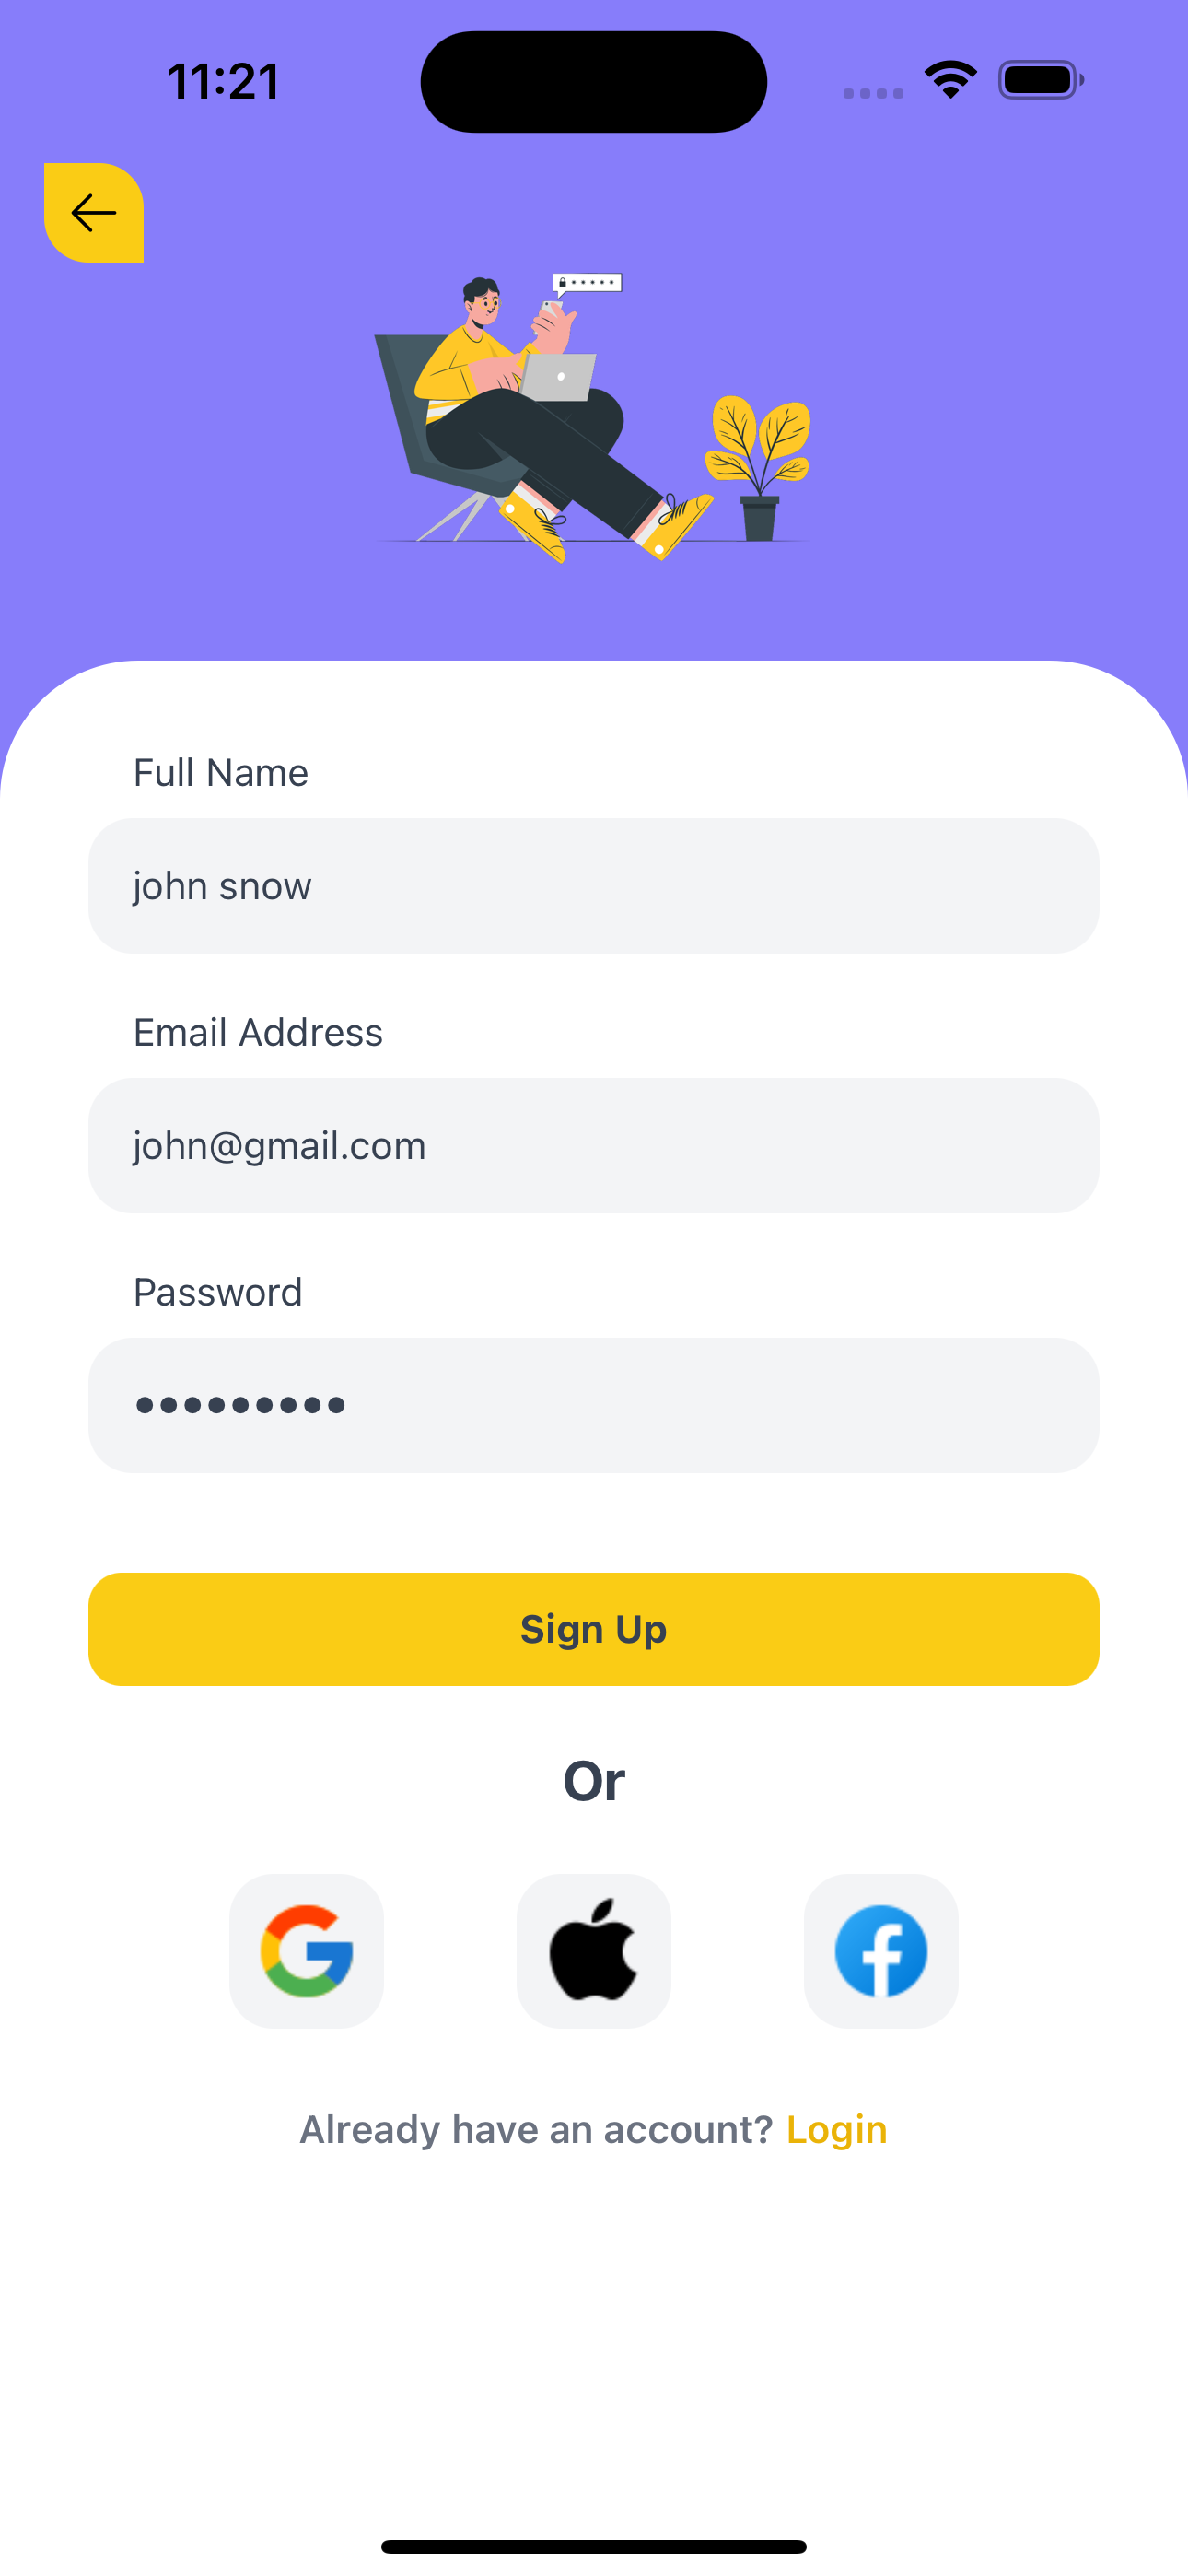 11:21
Full Name
john snow
Email Address
john@gmail.com
Password
•••••••••
Sign Up
Or
Already have an account? Login